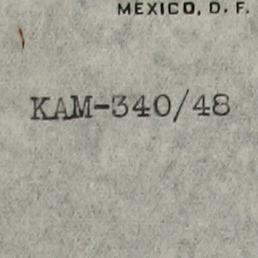 MEXICO, D. F.
KAM-340/48